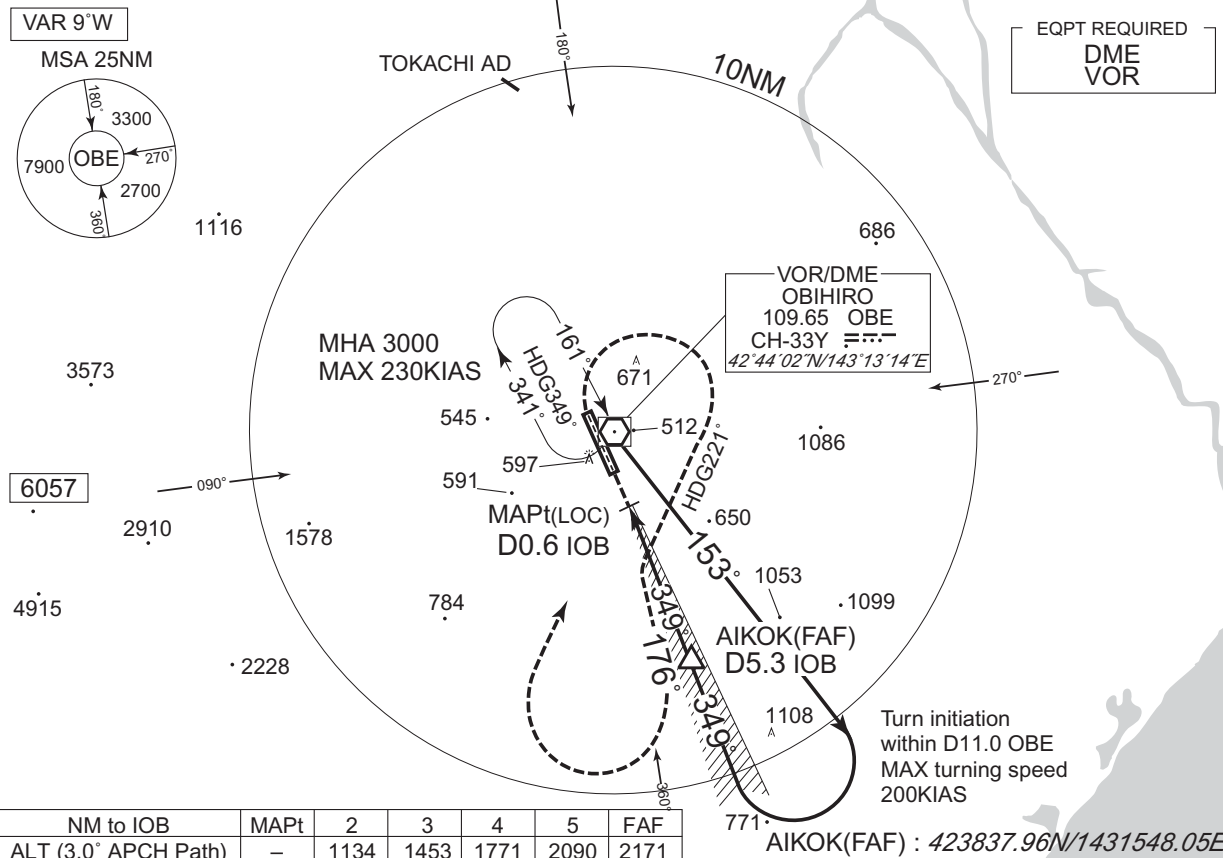 VAR 9˚W
MSA 25NM
180˚
3300
7900
OBE
270˚
2700
360˚
EQPT REQUIRED
DME
VOR
180˚
TOKACHI AD
10NM
1116
686
VOR/DME
OBIHIRO
109.65 OBE
CH-33Y
42˚44´02˝N/143˚13´14˝E
MHA 3000
MAX 230KIAS
161˚
HDG349˚
341˚
671
3573
270˚
545
512
1086
HDG221˚
597
6057
090˚
591
MAPt(LOC)
D0.6 IOB
650
2910
1578
153˚
1053
4915
784
349˚
1099
AIKOK(FAF)
D5.3 IOB
176˚
2228
349˚
1108
Turn initiation
within D11.0 OBE
MAX turning speed
200KIAS
360˚
771
NM to IOB MAPt 2 3 4 5 FAF
ALT (3.0˚ APCH Path) – 1134 1453 1771 2090 2171
AIKOK(FAF) : 423837.96N/1431548.05E